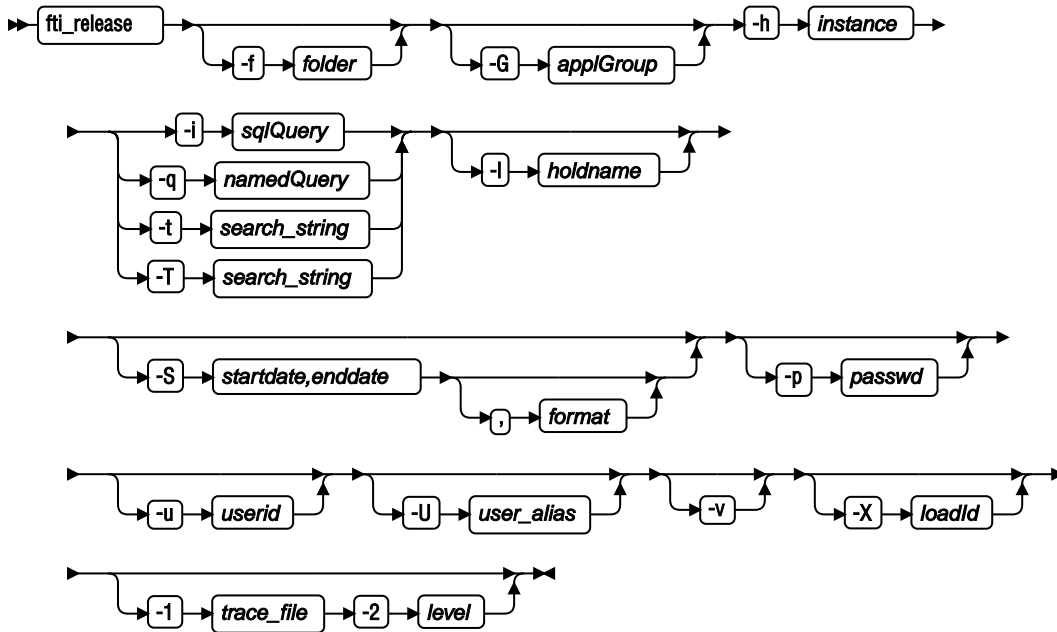 fti_release -f folder -G applGroup -h instance
-i sqlQuery -l holdname
-q namedQuery
-t search_string
-T search_string
-S startdate,enddate , format -p passwd
-u userid -U user_alias -v -X loadId
-1 trace_file -2 level